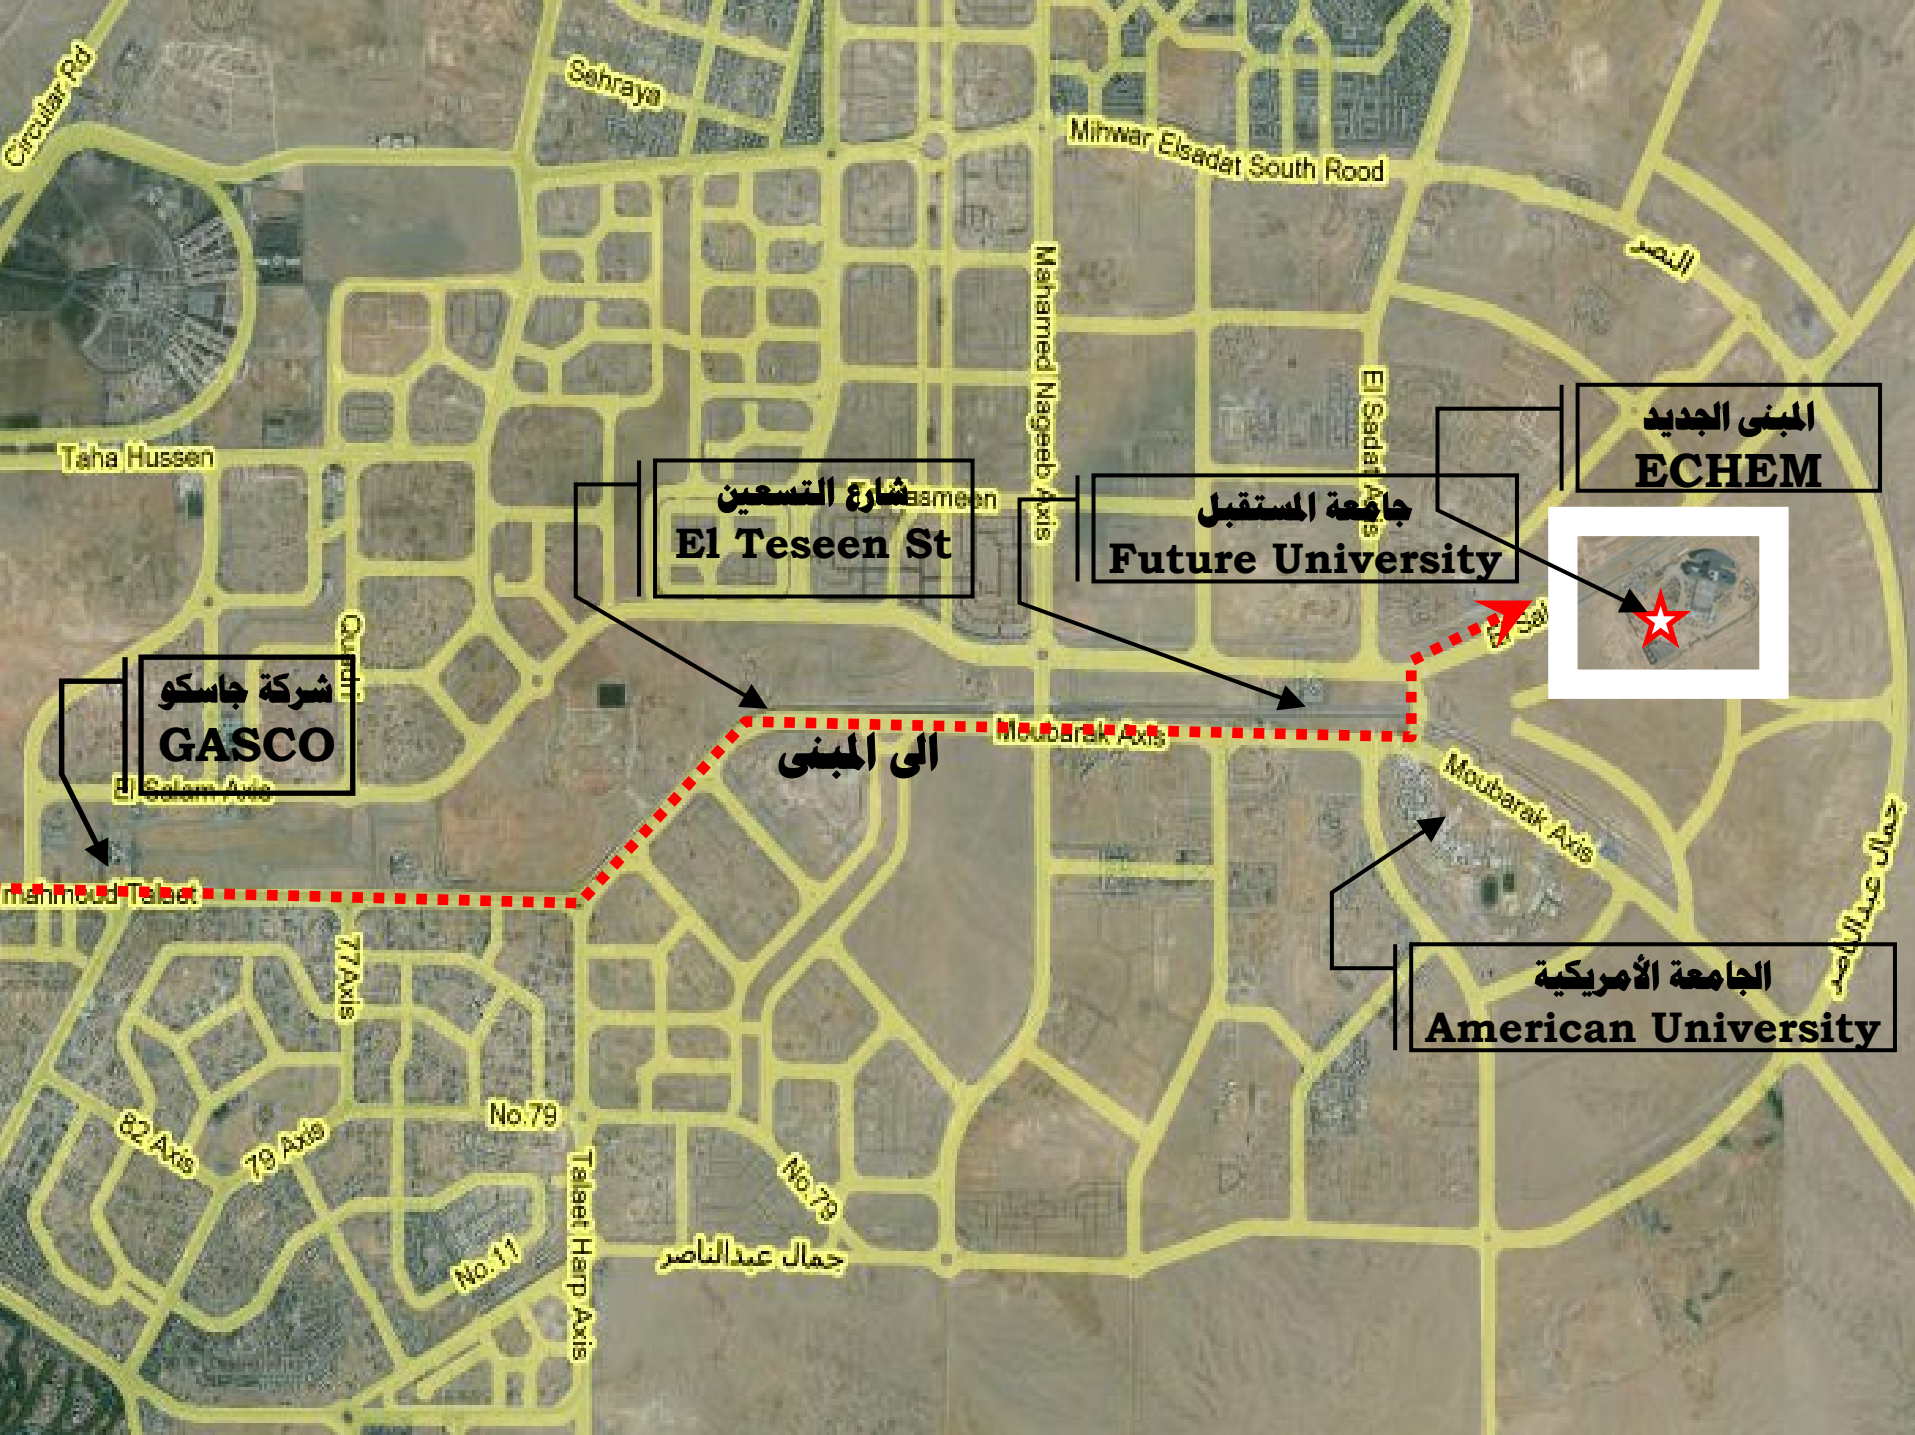 Circular Rd
Sehraya
Mihwar Elsadat South Rood
النصر
Mahamed Nageeb Axis
El Sadat Axis
المبنى الجديد
ECHEM
Taha Hussen
شارع التسعين
El Teseen St
جامعة المستقبل
Future University
شركة جاسكو
GASCO
El Salam Axis
Moubarak Axis
الى المبنى
Moubarak Axis
جمال عبدالناصر
mahmoud Talaet
77 Axis
الجامعة الأمريكية
American University
No.79
82 Axis
79 Axis
No.79
Talaet Harp Axis
No.11
جمال عبدالناصر